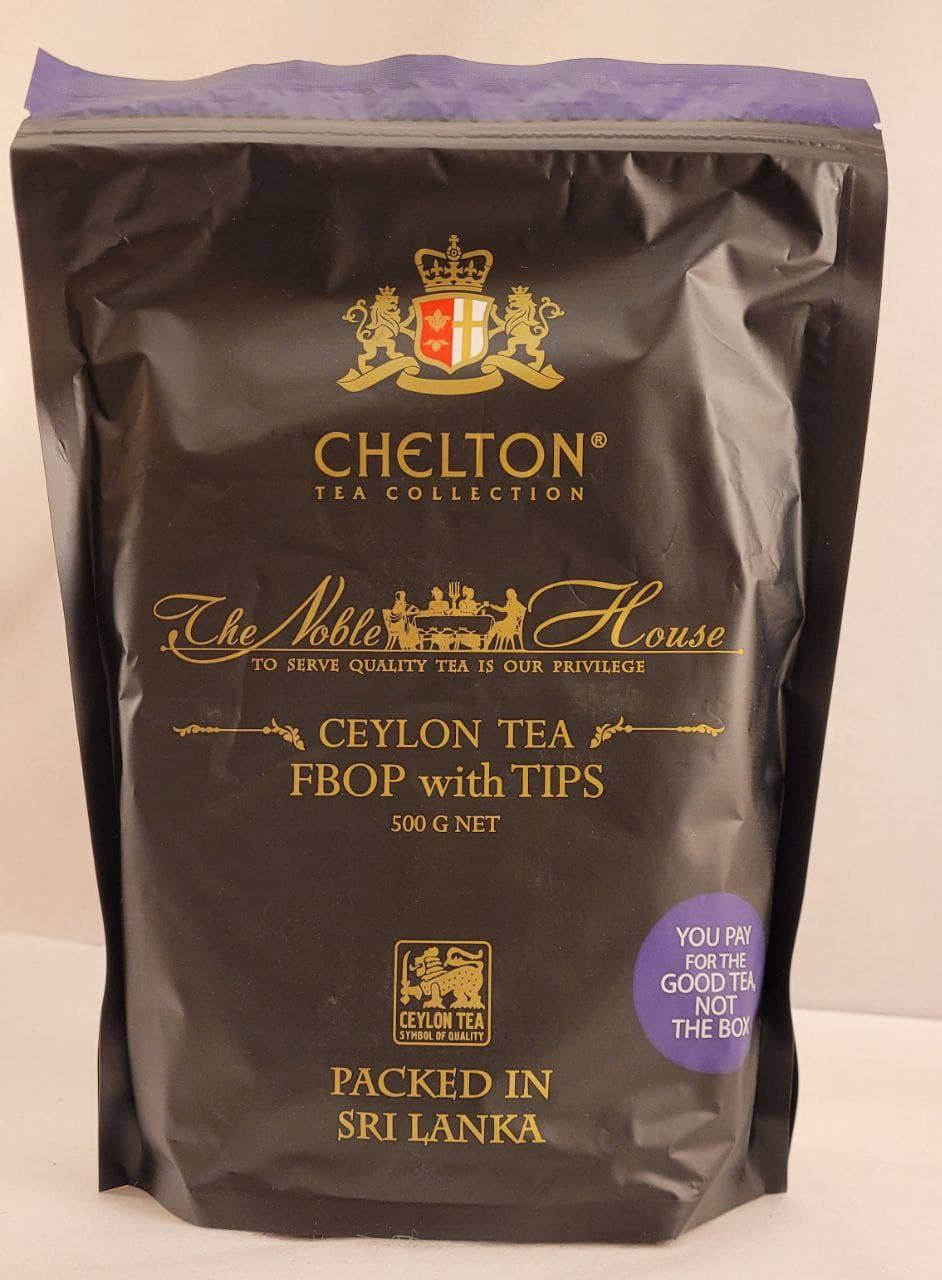 CHELTON®
TEA COLLECTION
The Noble House
TO SERVE QUALITY TEA IS OUR PRIVILEGE
CEYLON TEA
FBOP with TIPS
500 G NET
YOU PAY
FOR THE
GOOD TEA,
NOT
THE BOX
CEYLON TEA
SYMBOL OF QUALITY
PACKED IN
SRI LANKA